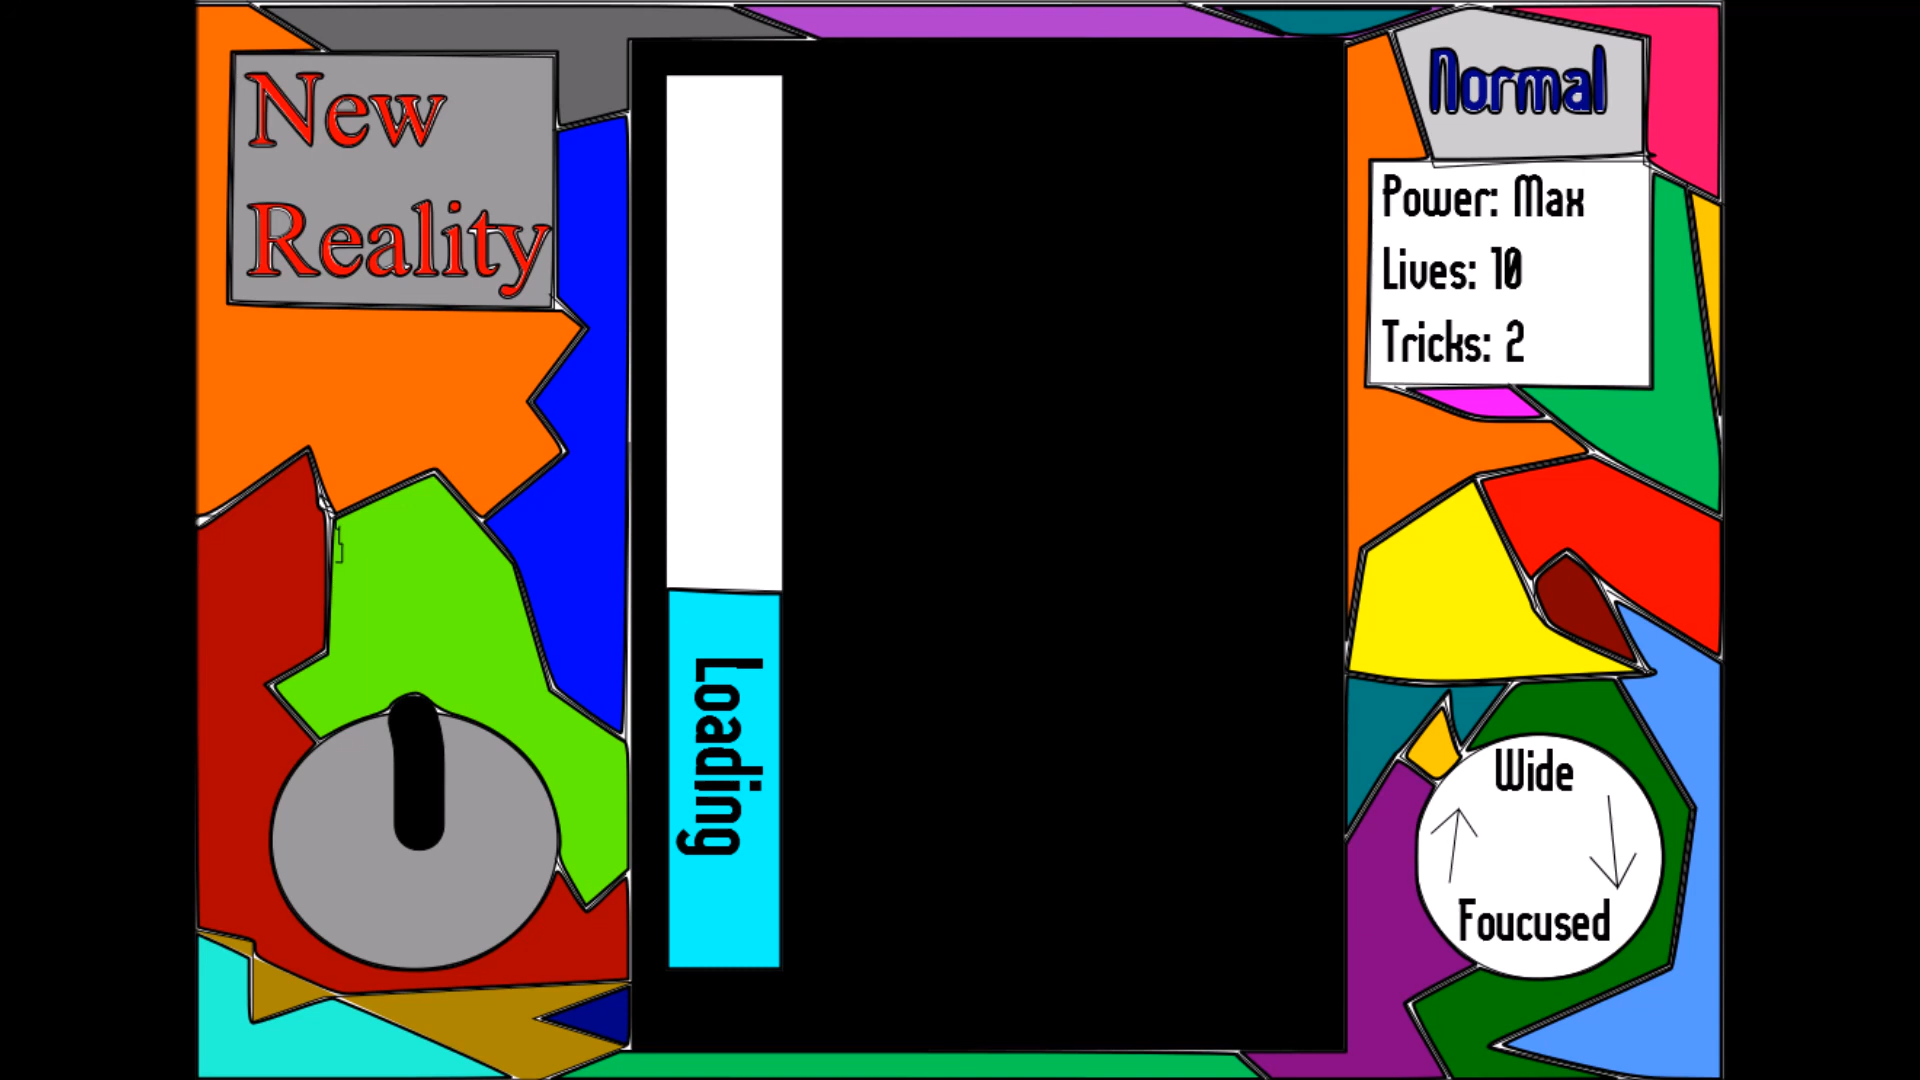 New
Reality
Loading
Normal
Power: Max
Lives: 10
Tricks: 2
Wide
Foucused